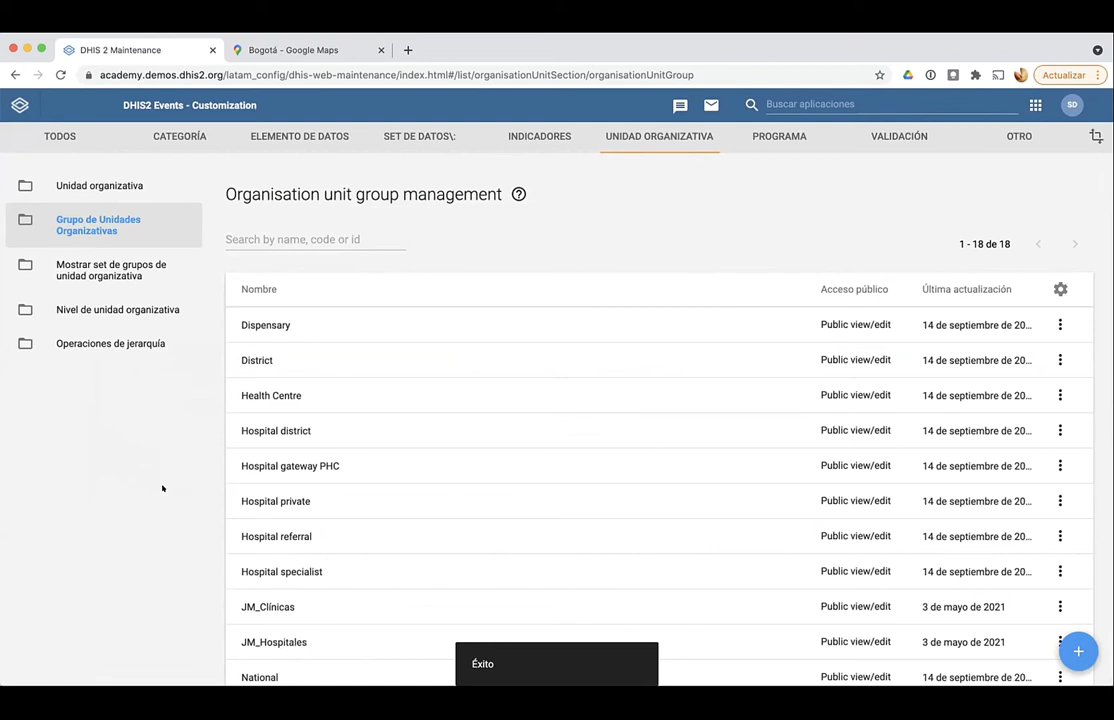 DHIS 2 Maintenance
Bogotá - Google Maps
academy.demos.dhis2.org/latam_config/dhis-web-maintenance/index.html#/list/organisationUnitSection/organisationUnitGroup
Actualizar
DHIS2 Events - Customization
Buscar aplicaciones
SD
TODOS
CATEGORÍA
ELEMENTO DE DATOS
SET DE DATOS\:
INDICADORES
UNIDAD ORGANIZATIVA
PROGRAMA
VALIDACIÓN
OTRO
Unidad organizativa
Grupo de Unidades
Organizativas
Mostrar set de grupos de
unidad organizativa
Nivel de unidad organizativa
Operaciones de jerarquía
Organisation unit group management
Search by name, code or id
1 - 18 de 18
Nombre Acceso público Última actualización
Dispensary Public view/edit 14 de septiembre de 20...
District Public view/edit 14 de septiembre de 20...
Health Centre Public view/edit 14 de septiembre de 20...
Hospital district Public view/edit 14 de septiembre de 20...
Hospital gateway PHC Public view/edit 14 de septiembre de 20...
Hospital private Public view/edit 14 de septiembre de 20...
Hospital referral Public view/edit 14 de septiembre de 20...
Hospital specialist Public view/edit 14 de septiembre de 20...
JM_Clínicas Public view/edit 3 de mayo de 2021
JM_Hospitales Public view/edit 3 de mayo de 2021
National Public view/edit 14 de septiembre de 20...
Éxito